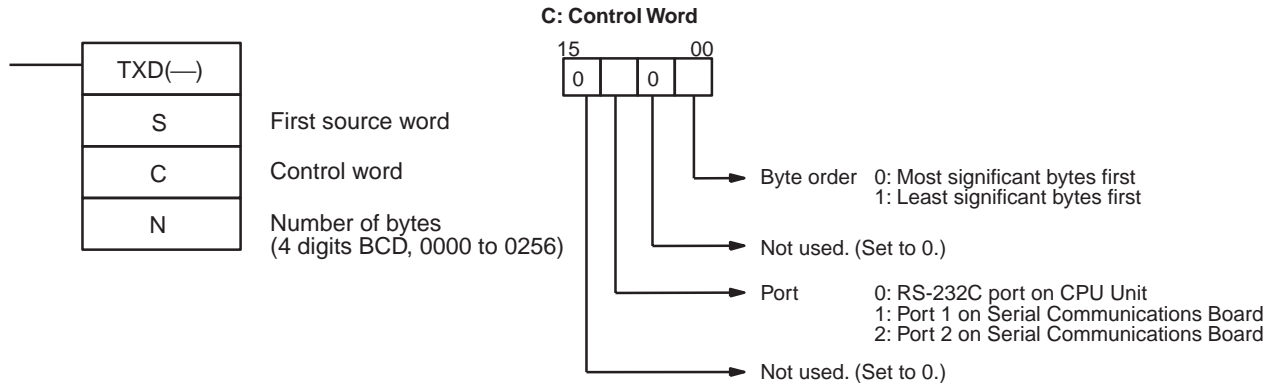 C: Control Word
15 00
TXD(—)
0 0
S First source word
C Control word
Byte order 0: Most significant bytes first
1: Least significant bytes first
N Number of bytes
(4 digits BCD, 0000 to 0256)
Not used. (Set to 0.)
Port 0: RS-232C port on CPU Unit
1: Port 1 on Serial Communications Board
2: Port 2 on Serial Communications Board
Not used. (Set to 0.)